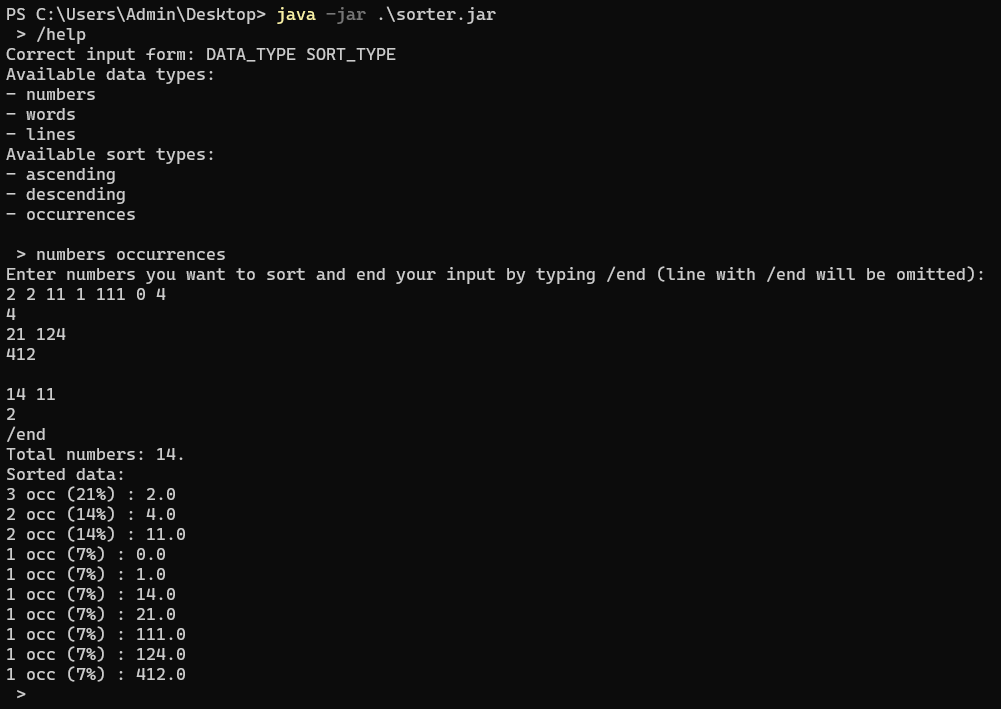 PS C:\Users\Admin\Desktop> java -jar .\sorter.jar
> /help
Correct input form: DATA_TYPE SORT_TYPE
Available data types:
- numbers
- words
- lines
Available sort types:
- ascending
- descending
- occurrences
> numbers occurrences
Enter numbers you want to sort and end your input by typing /end (line with /end will be omitted):
2 2 11 1 111 0 4
4
21 124
412
14 11
2
/end
Total numbers: 14.
Sorted data:
3 occ (21%) : 2.0
2 occ (14%) : 4.0
2 occ (14%) : 11.0
1 occ (7%) : 0.0
1 occ (7%) : 1.0
1 occ (7%) : 14.0
1 occ (7%) : 21.0
1 occ (7%) : 111.0
1 occ (7%) : 124.0
1 occ (7%) : 412.0
>